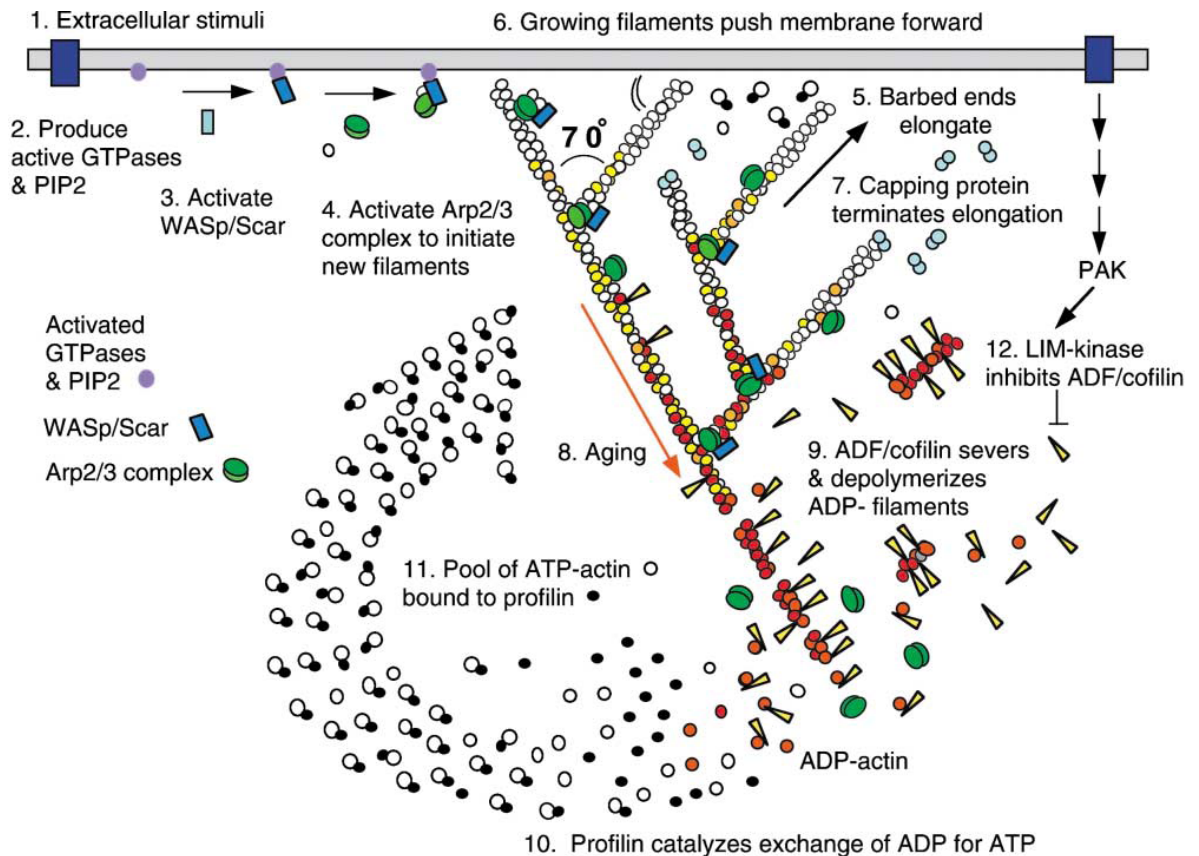 1. Extracellular stimuli
6. Growing filaments push membrane forward
2. Produce
active GTPases
& PIP2
3. Activate
WASp/Scar
4. Activate Arp2/3
complex to initiate
new filaments
70°
5. Barbed ends
elongate
7. Capping protein
terminates elongation
PAK
12. LIM-kinase
inhibits ADF/cofilin
Activated
GTPases
& PIP2
WASp/Scar
Arp2/3 complex
8. Aging
9. ADF/cofilin severs
& depolymerizes
ADP- filaments
11. Pool of ATP-actin
bound to profilin
ADP-actin
10. Profilin catalyzes exchange of ADP for ATP